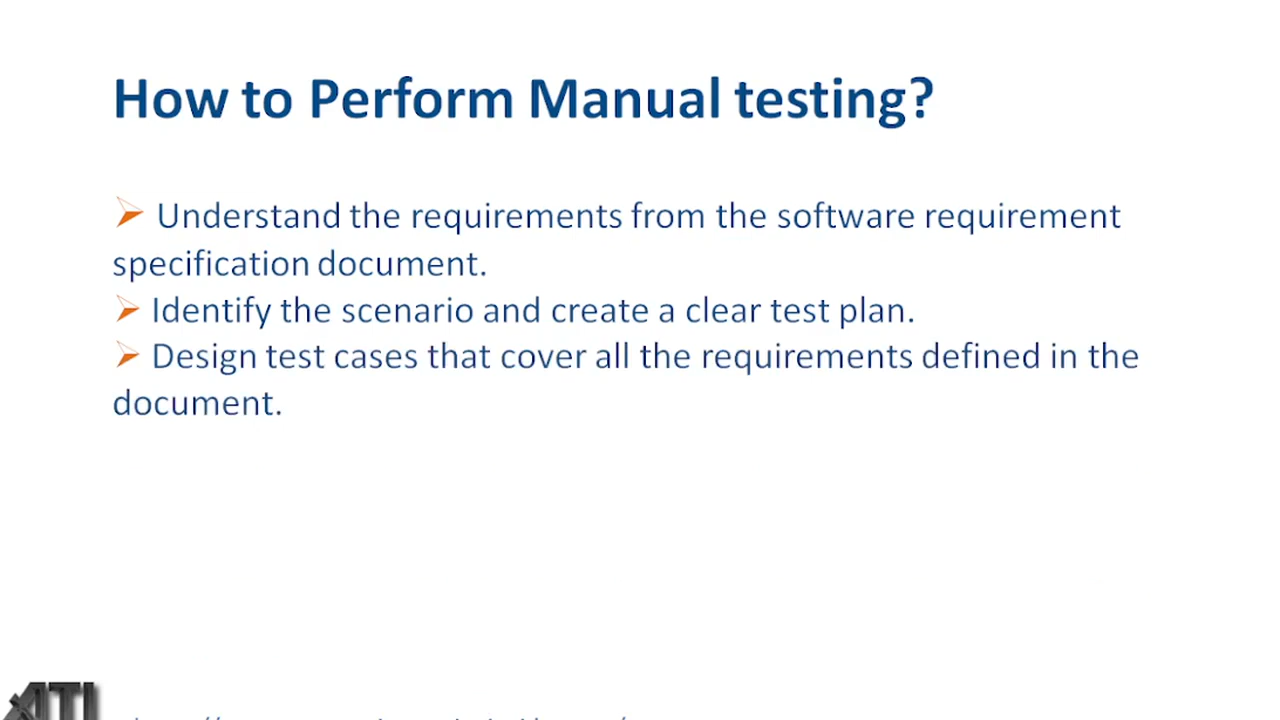 How to Perform Manual testing?
➢ Understand the requirements from the software requirement
specification document.
➢ Identify the scenario and create a clear test plan.
➢ Design test cases that cover all the requirements defined in the
document.
ATI